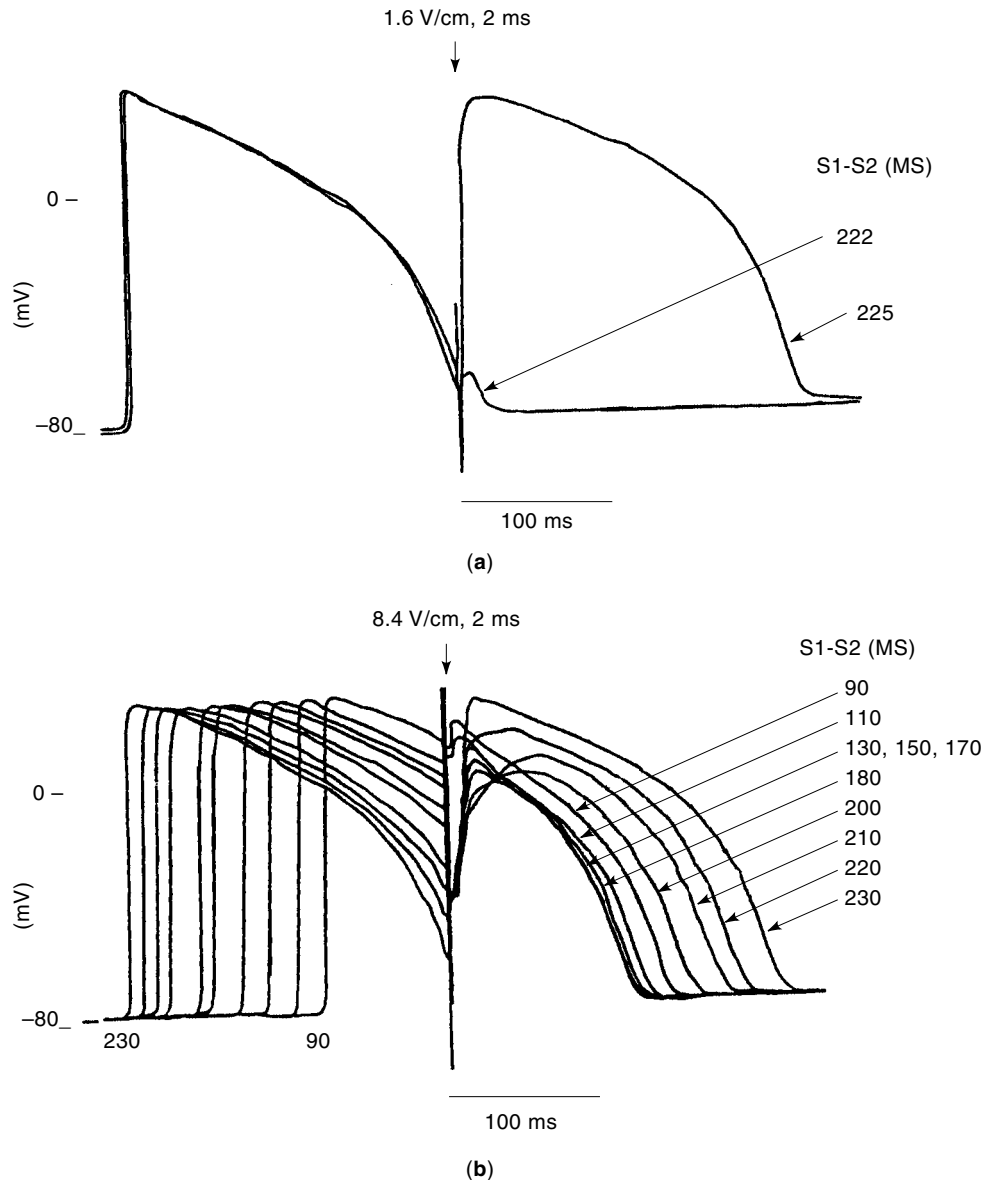 1.6 V/cm, 2 ms
S1-S2 (MS)
0 –
222
225
(mV)
–80_
100 ms
(a)
8.4 V/cm, 2 ms
S1-S2 (MS)
90
110
130, 150, 170
180
200
210
220
230
0 –
(mV)
–80_
230
90
100 ms
(b)